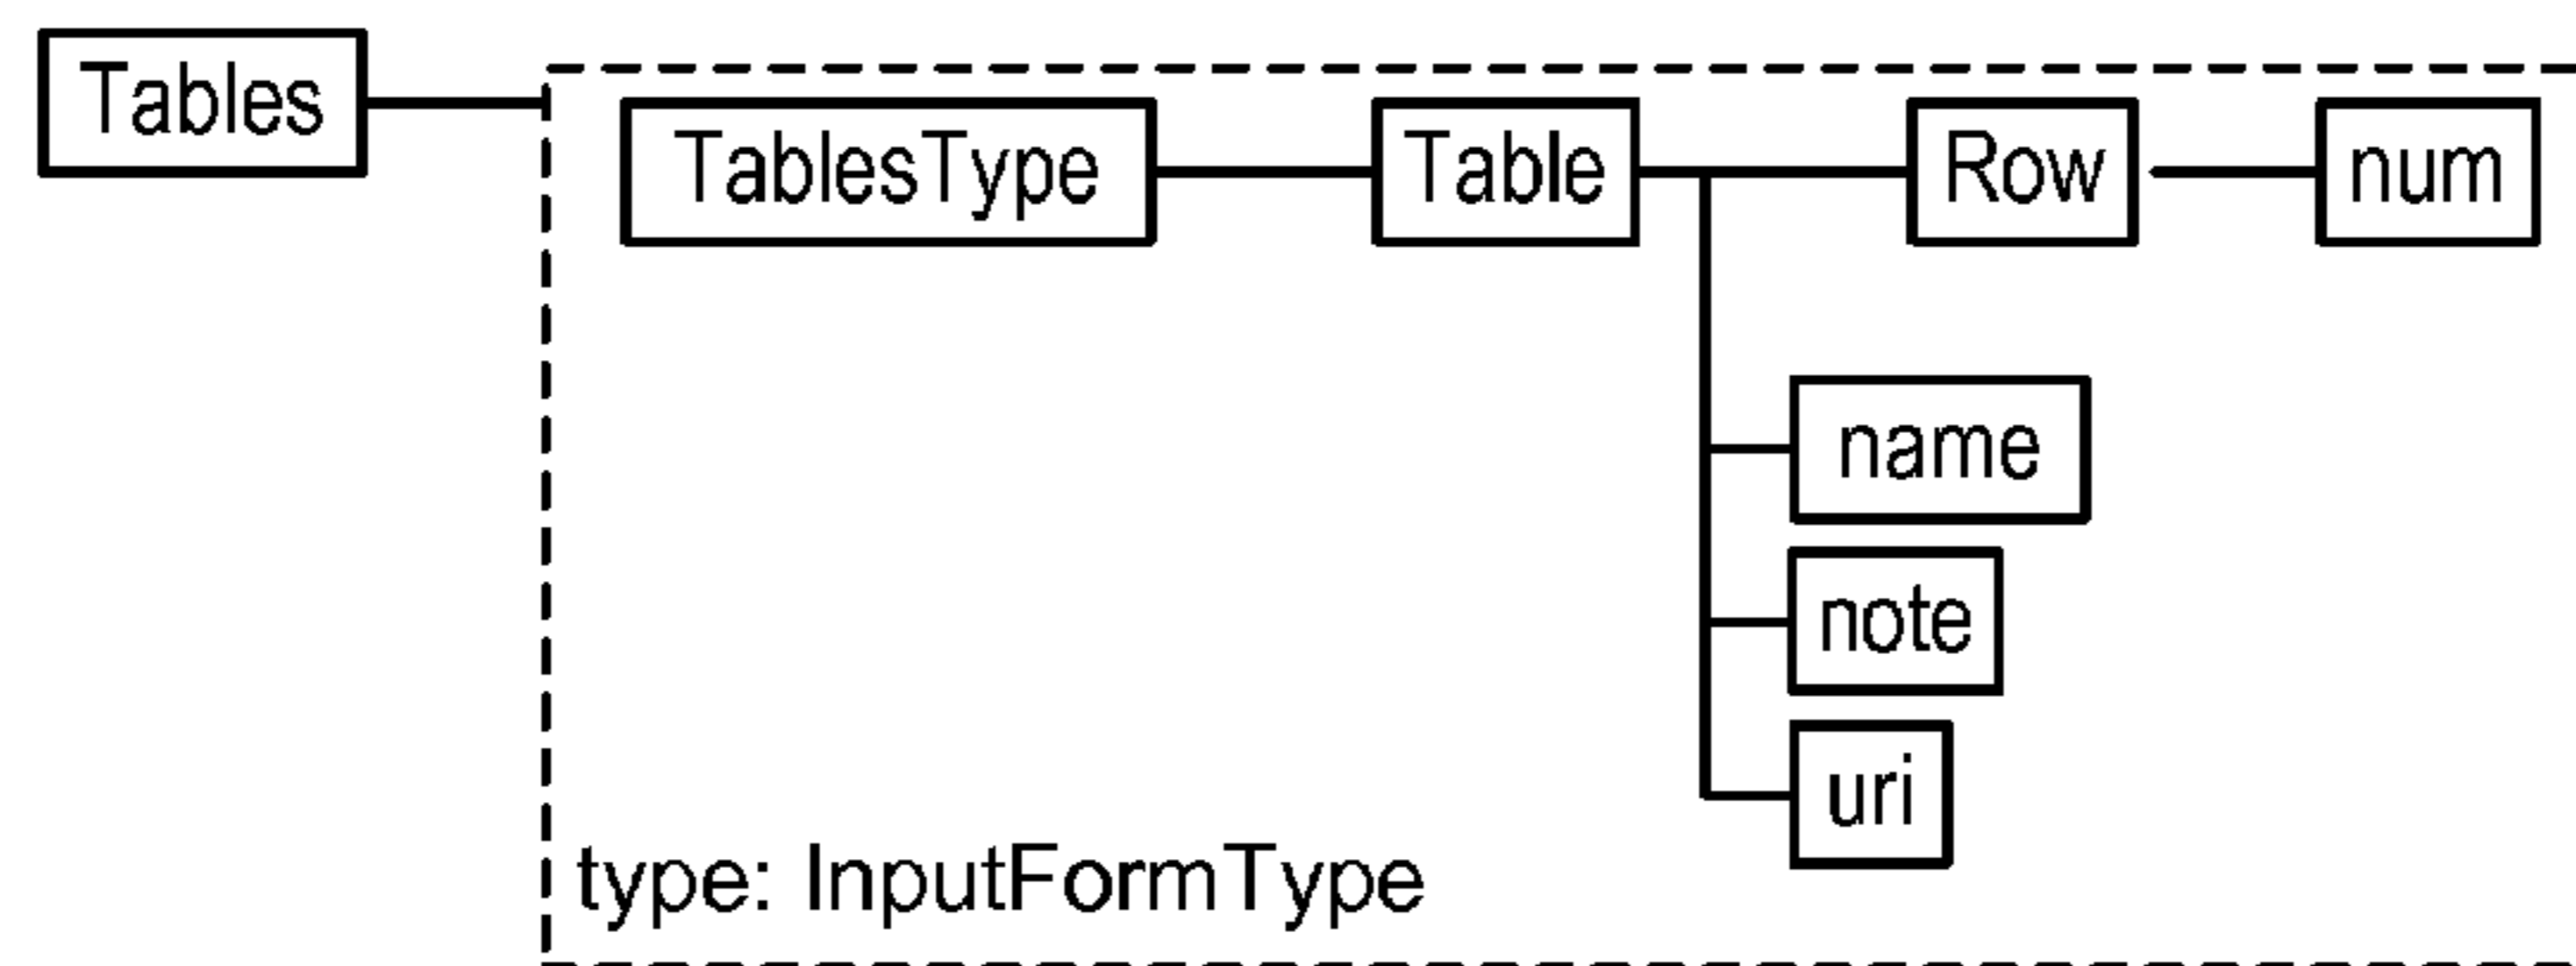 Tables
TablesType
Table
Row
num
name
note
uri
type: InputFormType